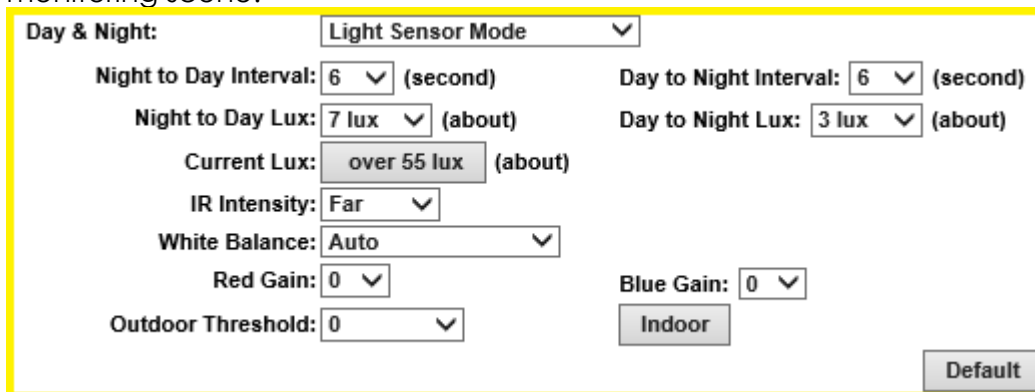 monitoring scene.
Day & Night: Light Sensor Mode
Night to Day Interval: 6 (second) Day to Night Interval: 6 (second)
Night to Day Lux: 7 lux (about) Day to Night Lux: 3 lux (about)
Current Lux: over 55 lux (about)
IR Intensity: Far
White Balance: Auto
Red Gain: 0 Blue Gain: 0
Outdoor Threshold: 0 Indoor
Default